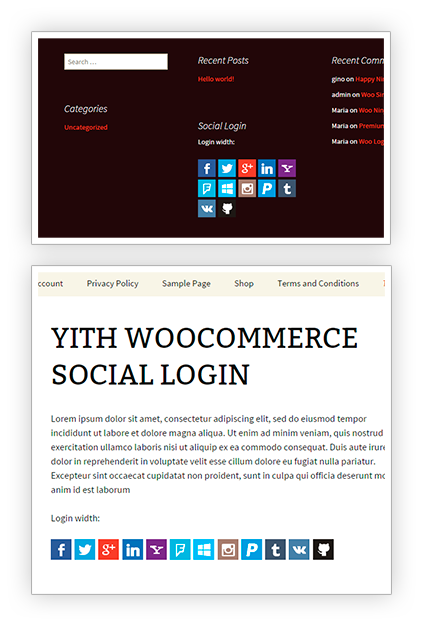 Search …
Categories
Uncategorized
Recent Posts
Hello world!
Social Login
Login width:
Recent Comm
gino on Happy Ni
admin on Woo Si
Maria on Woo Nin
Maria on Premium
Maria on Woo Log
ccount Privacy Policy Sample Page Shop Terms and Conditions
YITH WOOCOMMERCE
SOCIAL LOGIN
Lorem ipsum dolor sit amet, consectetur adipiscing elit, sed do eiusmod tempor
incididunt ut labore et dolore magna aliqua. Ut enim ad minim veniam, quis nostrud
exercitation ullamco laboris nisi ut aliquip ex ea commodo consequat. Duis aute irure
dolor in reprehenderit in voluptate velit esse cillum dolore eu fugiat nulla pariatur.
Excepteur sint occaecat cupidatat non proident, sunt in culpa qui officia deserunt mo
anim id est laborum
Login width: